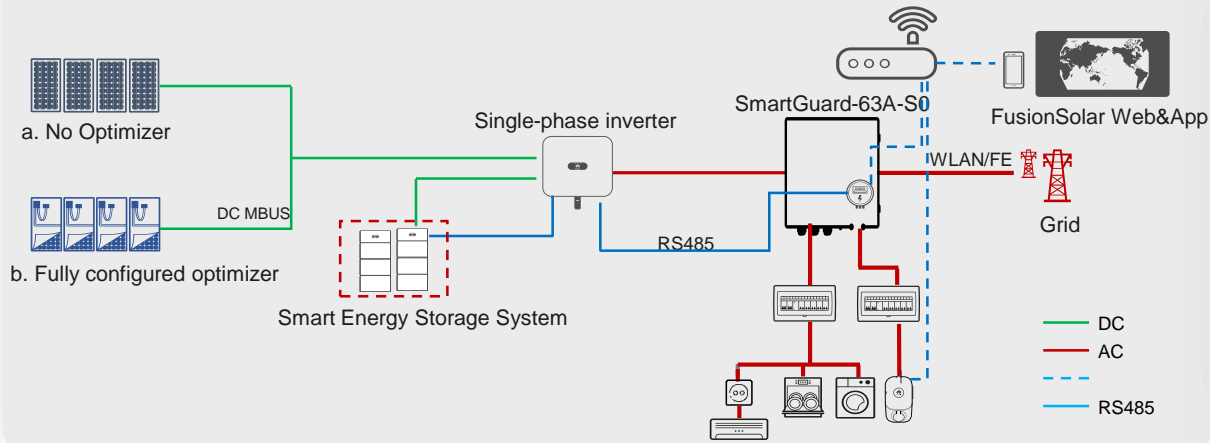 SmartGuard-63A-S0
FusionSolar Web&App
a. No Optimizer
Single-phase inverter
WLAN/FE
DC MBUS
Grid
RS485
b. Fully configured optimizer
Smart Energy Storage System
DC
AC
RS485